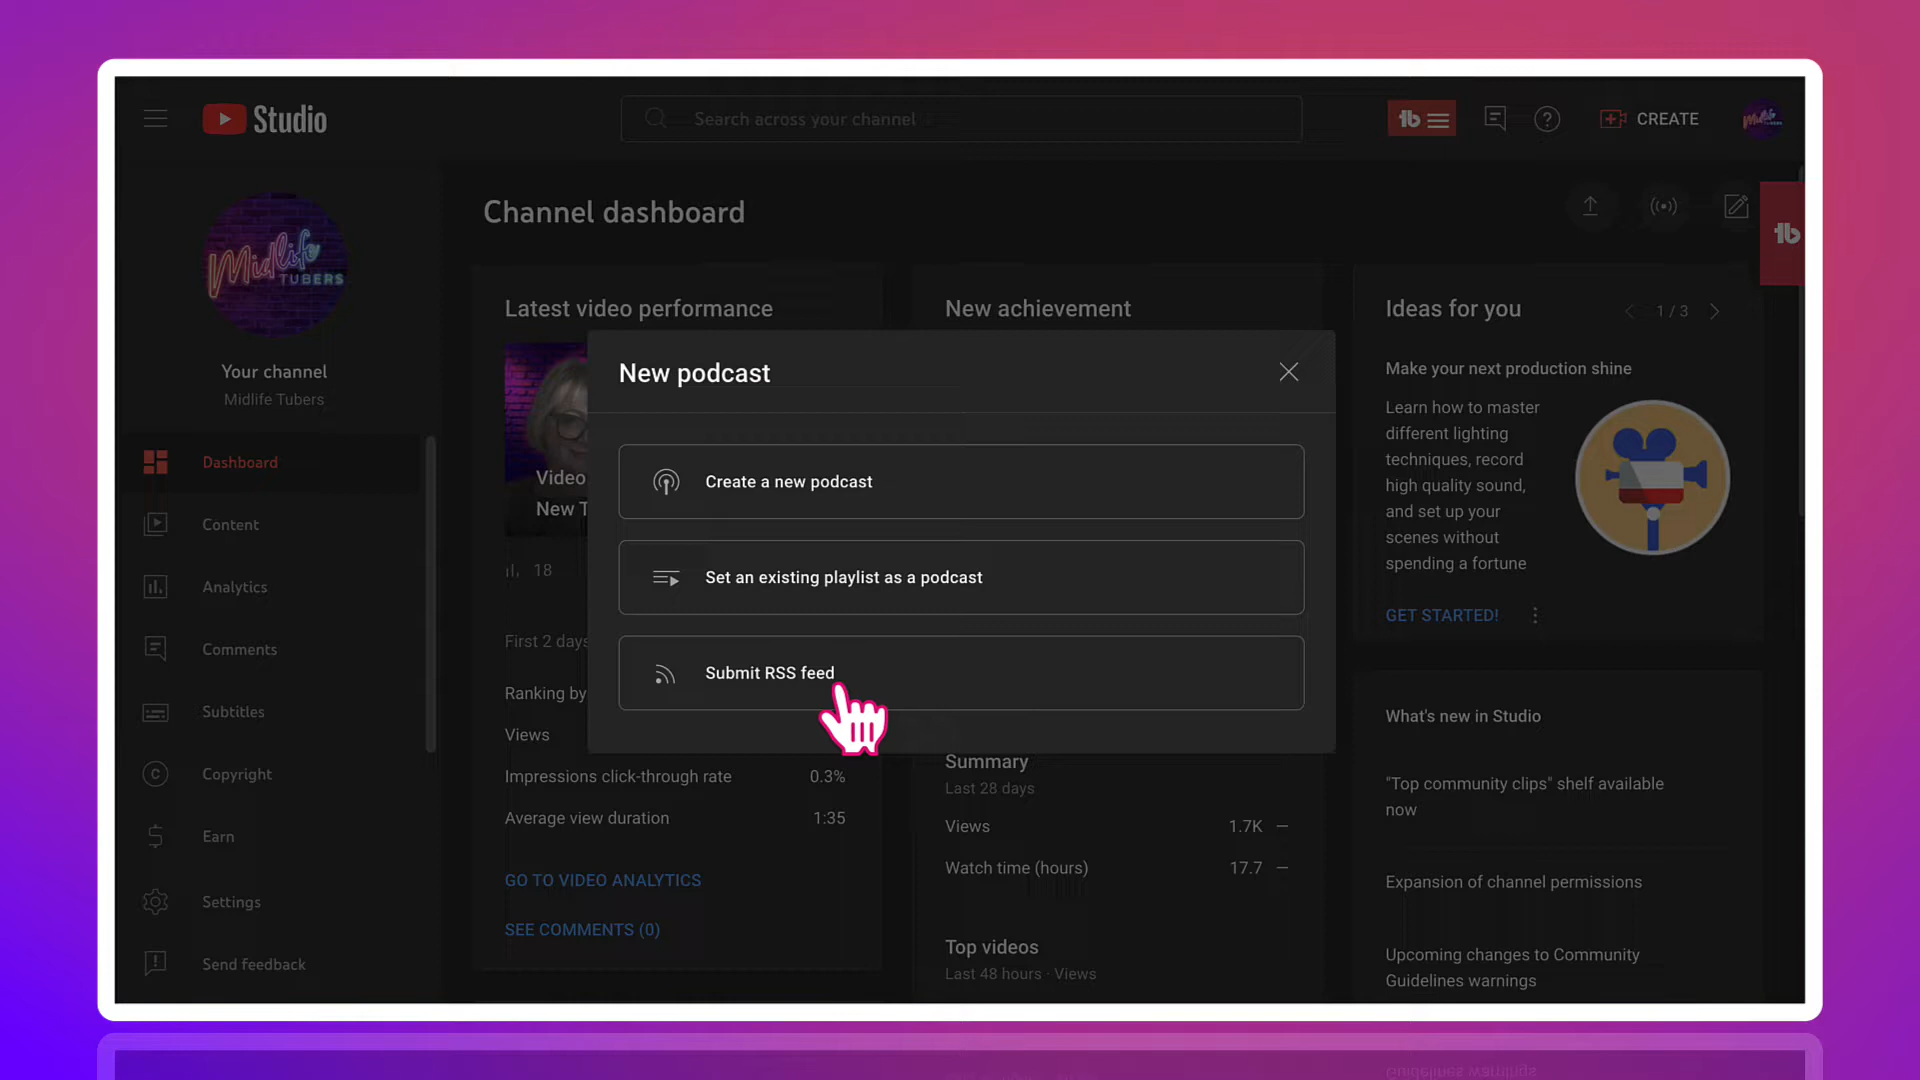 Studio
Search across your channel
tb
CREATE
Midlife
TUBERS
Your channel
Midlife Tubers
Dashboard
Content
Analytics
Comments
Subtitles
Copyright
Earn
Settings
Send feedback
Channel dashboard
tb
Latest video performance
Video
New T
18
First 2 days
Ranking by
Views
Impressions click-through rate 0.3%
Average view duration 1:35
GO TO VIDEO ANALYTICS
SEE COMMENTS (0)
New achievement
New podcast
Create a new podcast
Set an existing playlist as a podcast
Submit RSS feed
Summary
Last 28 days
Views 1.7K —
Watch time (hours) 17.7 —
Top videos
Last 48 hours · Views
Ideas for you
1 / 3
Make your next production shine
Learn how to master
different lighting
techniques, record
high quality sound,
and set up your
scenes without
spending a fortune
GET STARTED!
What's new in Studio
"Top community clips" shelf available
now
Expansion of channel permissions
Upcoming changes to Community
Guidelines warnings